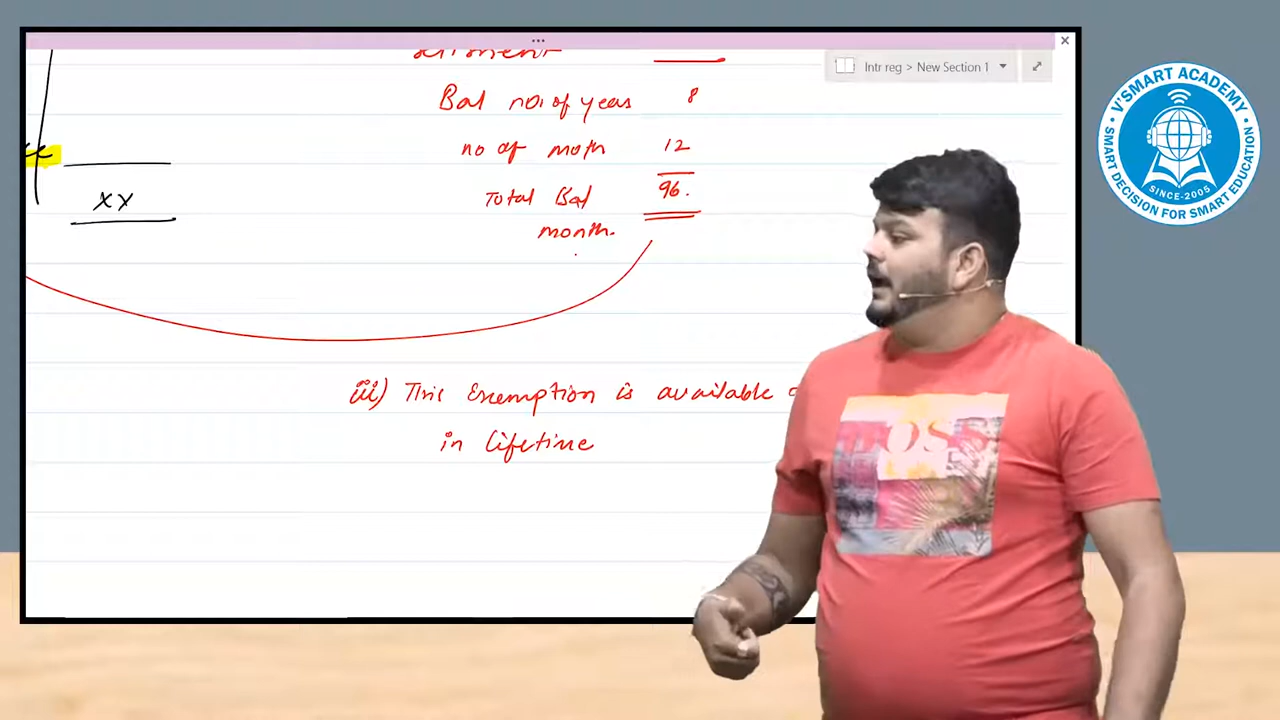 Intr reg > New Section 1
Bal no. of years 8
no of moth 12
Total Bal 96.
month.
xx
iii) This Exemption is available
in lifetime
V'SMART ACADEMY
SINCE-2005
SMART DECISION FOR SMART EDUCATION